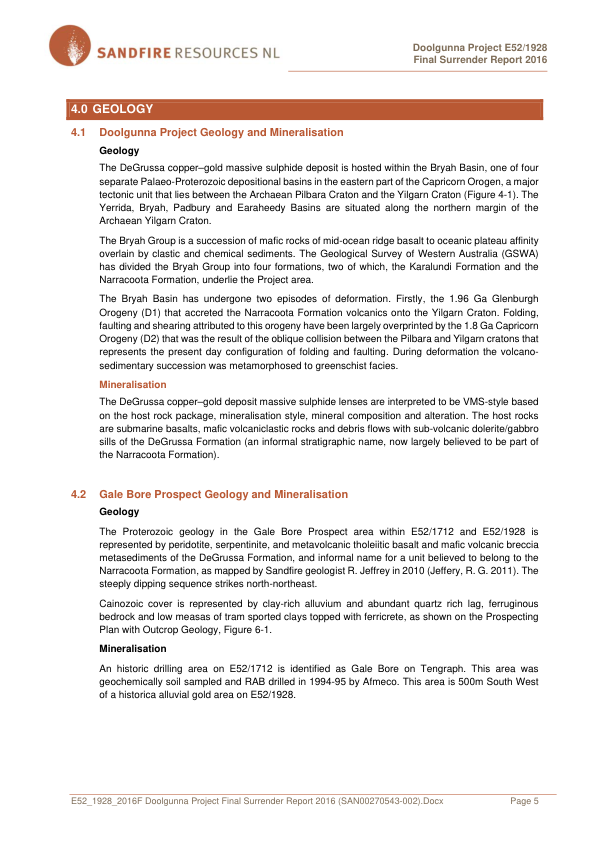 SANDFIRE RESOURCES NL
Doolgunna Project E52/1928
Final Surrender Report 2016
4.0 GEOLOGY
4.1 Doolgunna Project Geology and Mineralisation
Geology
The DeGrussa copper–gold massive sulphide deposit is hosted within the Bryah Basin, one of four
separate Palaeo-Proterozoic depositional basins in the eastern part of the Capricorn Orogen, a major
tectonic unit that lies between the Archaean Pilbara Craton and the Yilgarn Craton (Figure 4-1). The
Yerrida, Bryah, Padbury and Earaheedy Basins are situated along the northern margin of the
Archaean Yilgarn Craton.
The Bryah Group is a succession of mafic rocks of mid-ocean ridge basalt to oceanic plateau affinity
overlain by clastic and chemical sediments. The Geological Survey of Western Australia (GSWA)
has divided the Bryah Group into four formations, two of which, the Karalundi Formation and the
Narracoota Formation, underlie the Project area.
The Bryah Basin has undergone two episodes of deformation. Firstly, the 1.96 Ga Glenburgh
Orogeny (D1) that accreted the Narracoota Formation volcanics onto the Yilgarn Craton. Folding,
faulting and shearing attributed to this orogeny have been largely overprinted by the 1.8 Ga Capricorn
Orogeny (D2) that was the result of the oblique collision between the Pilbara and Yilgarn cratons that
represents the present day configuration of folding and faulting. During deformation the volcano-
sedimentary succession was metamorphosed to greenschist facies.
Mineralisation
The DeGrussa copper–gold deposit massive sulphide lenses are interpreted to be VMS-style based
on the host rock package, mineralisation style, mineral composition and alteration. The host rocks
are submarine basalts, mafic volcaniclastic rocks and debris flows with sub-volcanic dolerite/gabbro
sills of the DeGrussa Formation (an informal stratigraphic name, now largely believed to be part of
the Narracoota Formation).
4.2 Gale Bore Prospect Geology and Mineralisation
Geology
The Proterozoic geology in the Gale Bore Prospect area within E52/1712 and E52/1928 is
represented by peridotite, serpentinite, and metavolcanic tholeiitic basalt and mafic volcanic breccia
metasediments of the DeGrussa Formation, and informal name for a unit believed to belong to the
Narracoota Formation, as mapped by Sandfire geologist R. Jeffrey in 2010 (Jeffery, R. G. 2011). The
steeply dipping sequence strikes north-northeast.
Cainozoic cover is represented by clay-rich alluvium and abundant quartz rich lag, ferruginous
bedrock and low measas of tram sported clays topped with ferricrete, as shown on the Prospecting
Plan with Outcrop Geology, Figure 6-1.
Mineralisation
An historic drilling area on E52/1712 is identified as Gale Bore on Tengraph. This area was
geochemically soil sampled and RAB drilled in 1994-95 by Afmeco. This area is 500m South West
of a historica alluvial gold area on E52/1928.
E52_1928_2016F Doolgunna Project Final Surrender Report 2016 (SAN00270543-002).Docx
Page 5